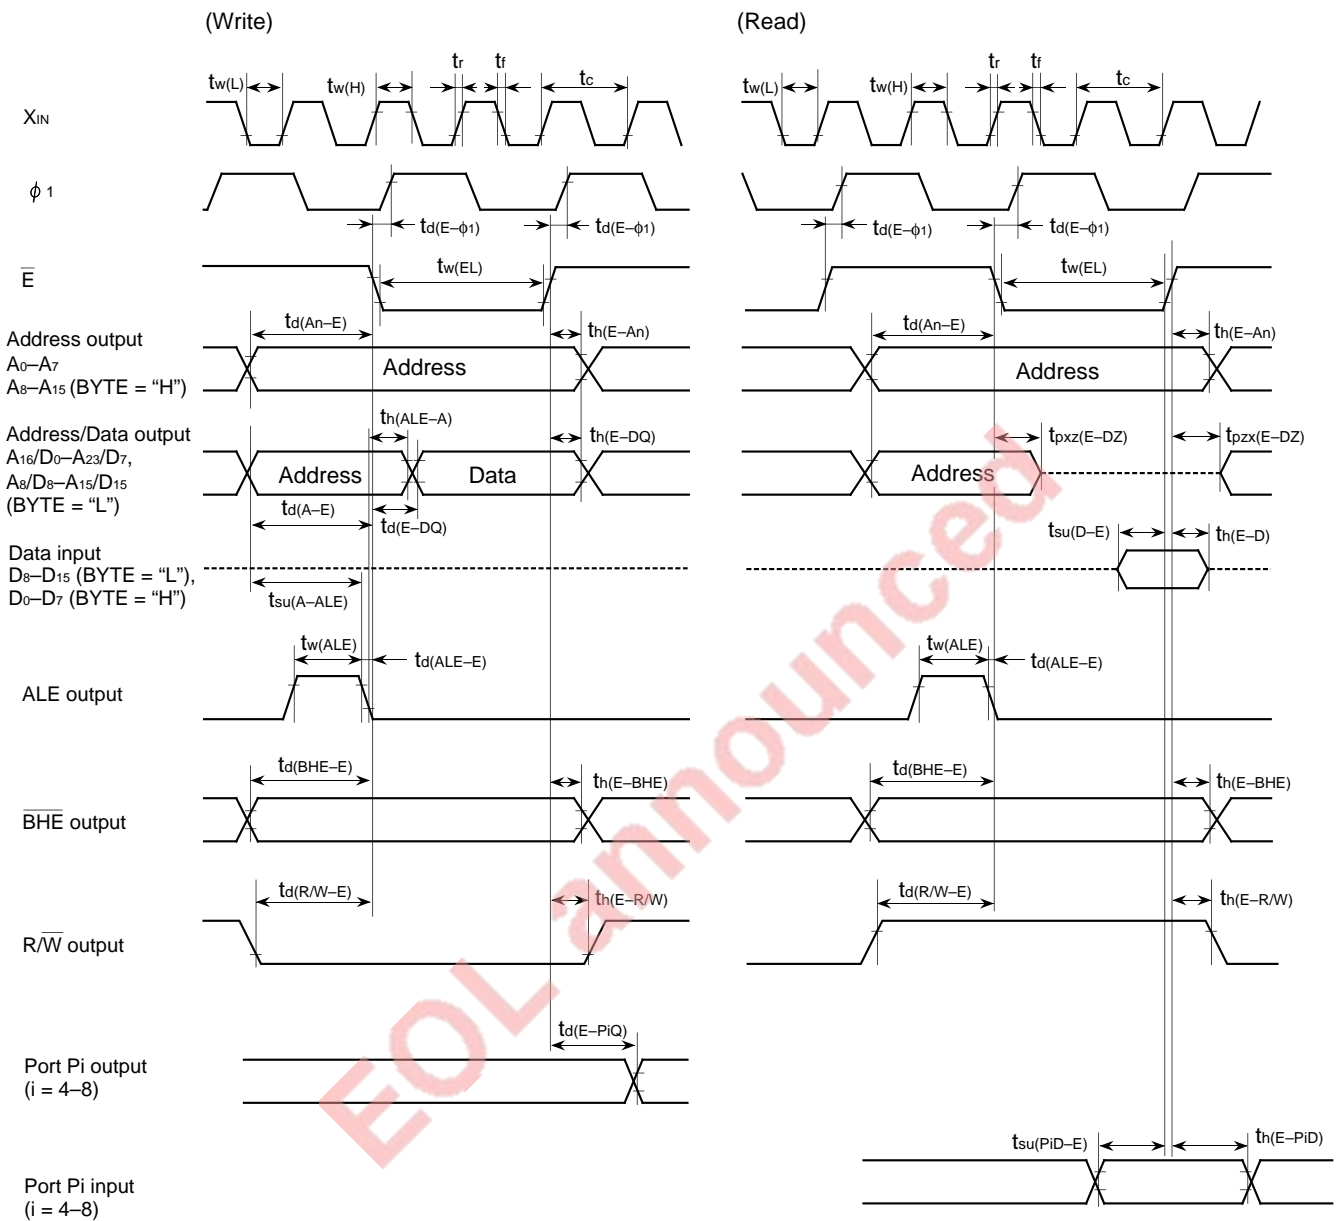 (Write) (Read)
tw(L) tw(H) tr tf tc tw(L) tw(H) tr tf tc
XIN
ϕ 1
td(E–ϕ1) td(E–ϕ1) td(E–ϕ1) td(E–ϕ1)
E
tw(EL) tw(EL)
td(An–E) th(E–An) td(An–E) th(E–An)
Address output
A0–A7
A8–A15 (BYTE = “H”)
Address Address
th(ALE–A) th(E–DQ) tpxz(E–DZ) tpzx(E–DZ)
Address/Data output
A16/D0–A23/D7,
A8/D8–A15/D15
(BYTE = “L”)
Address Data Address
td(A–E) td(E–DQ) tsu(D–E) th(E–D)
Data input
D8–D15 (BYTE = “L”),
D0–D7 (BYTE = “H”)
tsu(A–ALE)
tw(ALE) td(ALE–E) tw(ALE) td(ALE–E)
ALE output
td(BHE–E) th(E–BHE) td(BHE–E) th(E–BHE)
BHE output
td(R/W–E) th(E–R/W) td(R/W–E) th(E–R/W)
R/W output
td(E–PiQ)
Port Pi output
(i = 4–8)
tsu(PiD–E) th(E–PiD)
Port Pi input
(i = 4–8)
EOL announced